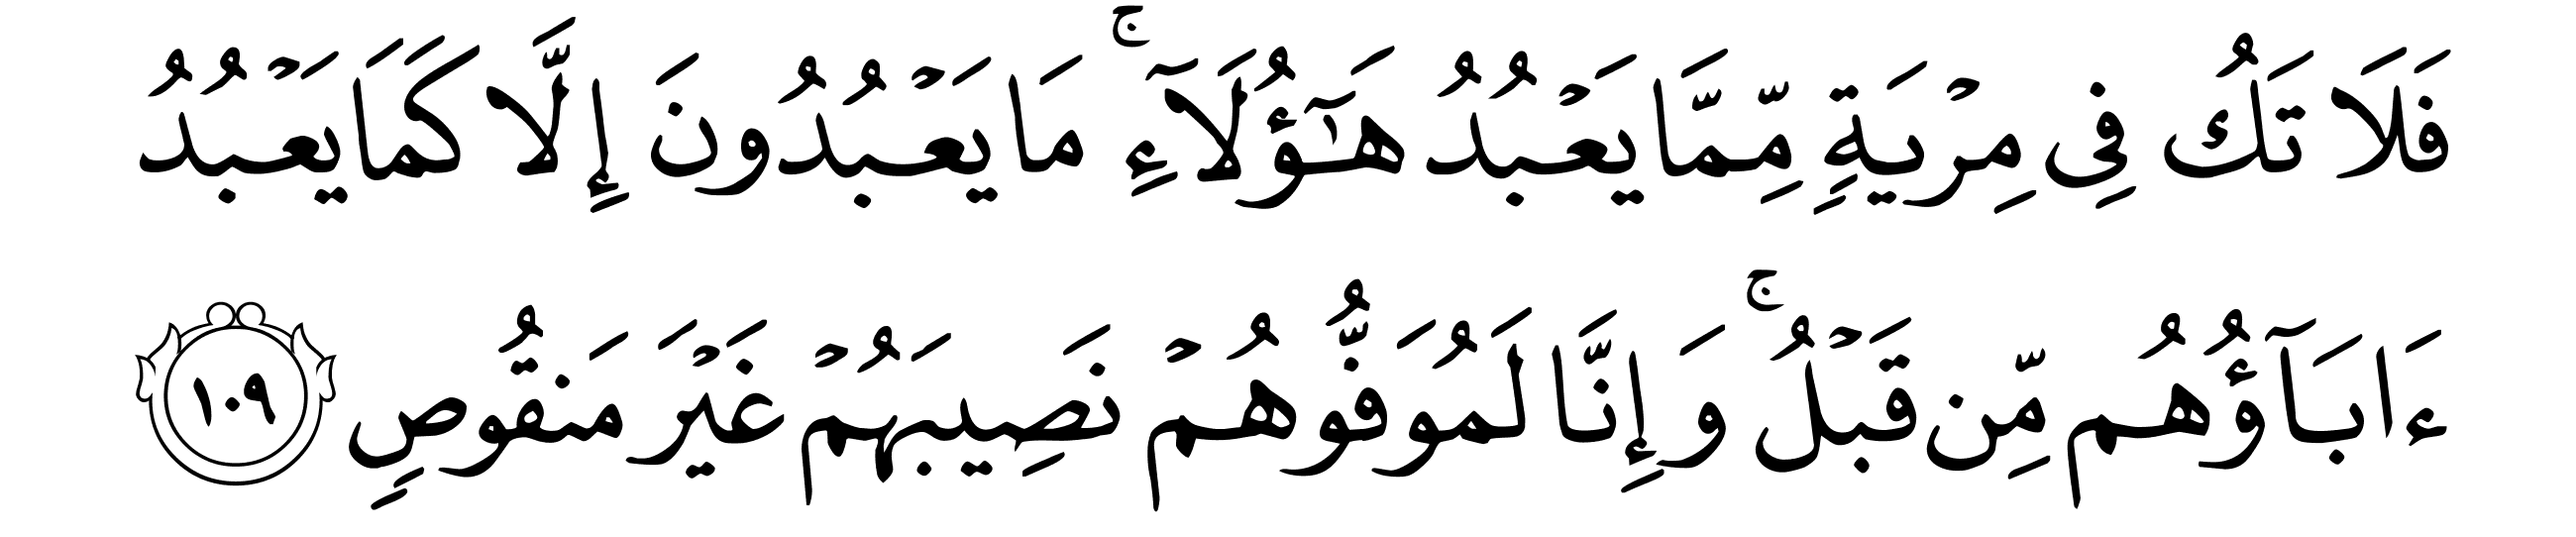 فَلَا تَكُ فِى مِرْيَةٍ مِّمَّا يَعْبُدُ هَـٰٓؤُلَآءِ ۚ مَا يَعْبُدُونَ إِلَّا كَمَا يَعْبُدُ
ءَابَآؤُهُم مِّن قَبْلُ ۚ وَإِنَّا لَمُوَفُّوهُمْ نَصِيبَهُمْ غَيْرَ مَنقُوصٍ ١٠٩